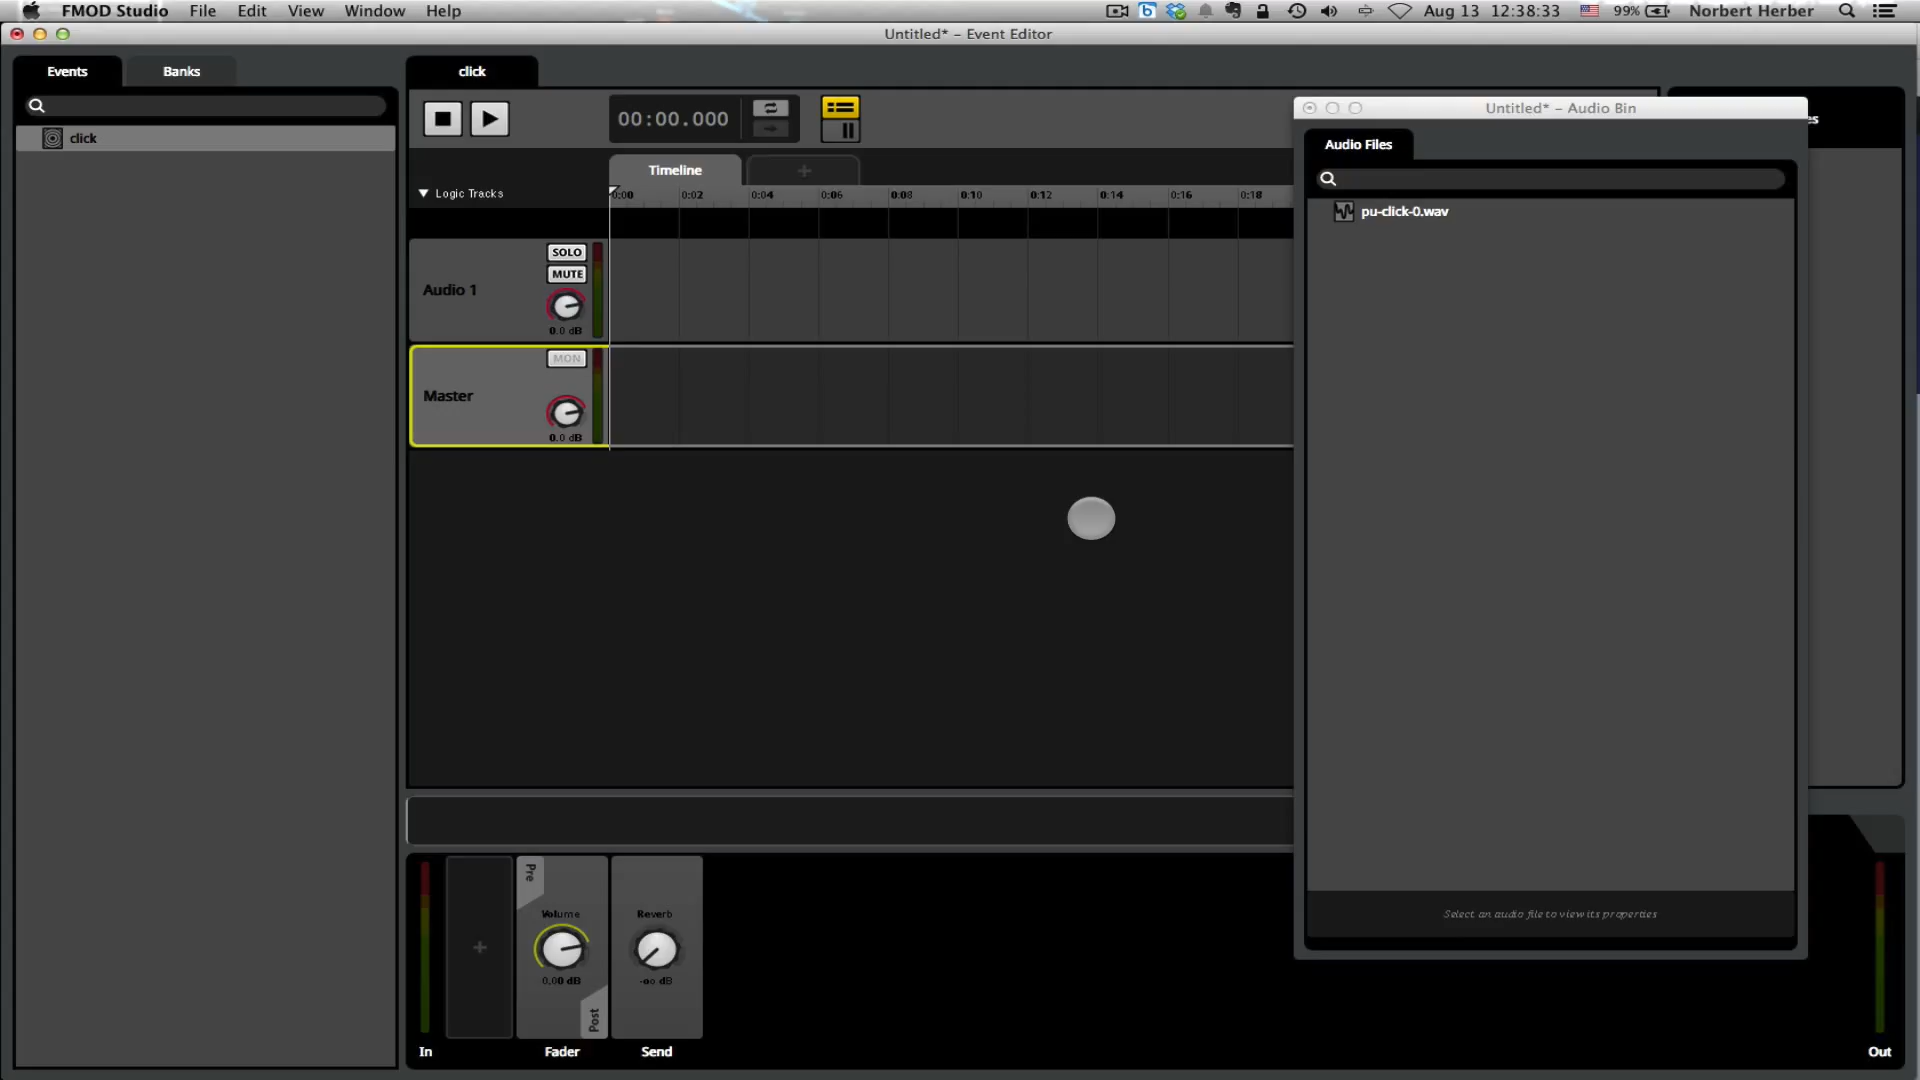 FMOD Studio File Edit View Window Help Aug 13 12:38:33 99% Norbert Herber
Untitled* – Event Editor
Events Banks click
click
00:00.000
Timeline +
Logic Tracks
0:00 0:02 0:04 0:06 0:08 0:10 0:12 0:14 0:16 0:18
Audio 1
SOLO
MUTE
0.0 dB
Master
MON
0.0 dB
Untitled* – Audio Bin
es
Audio Files
pu-click-0.wav
Select an audio file to view its properties
Pre
Volume
0.00 dB
Post
Reverb
-oo dB
+
In Fader Send Out